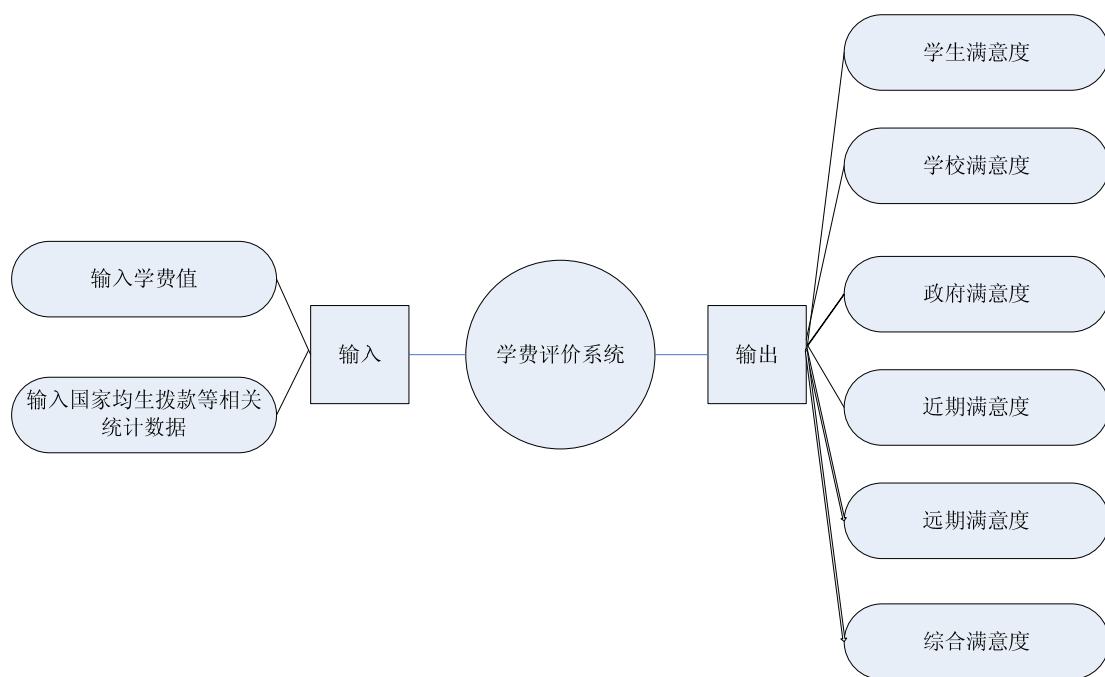 输入学费值
输入国家均生拨款等相关
统计数据
输入
学费评价系统
输出
学生满意度
学校满意度
政府满意度
近期满意度
远期满意度
综合满意度